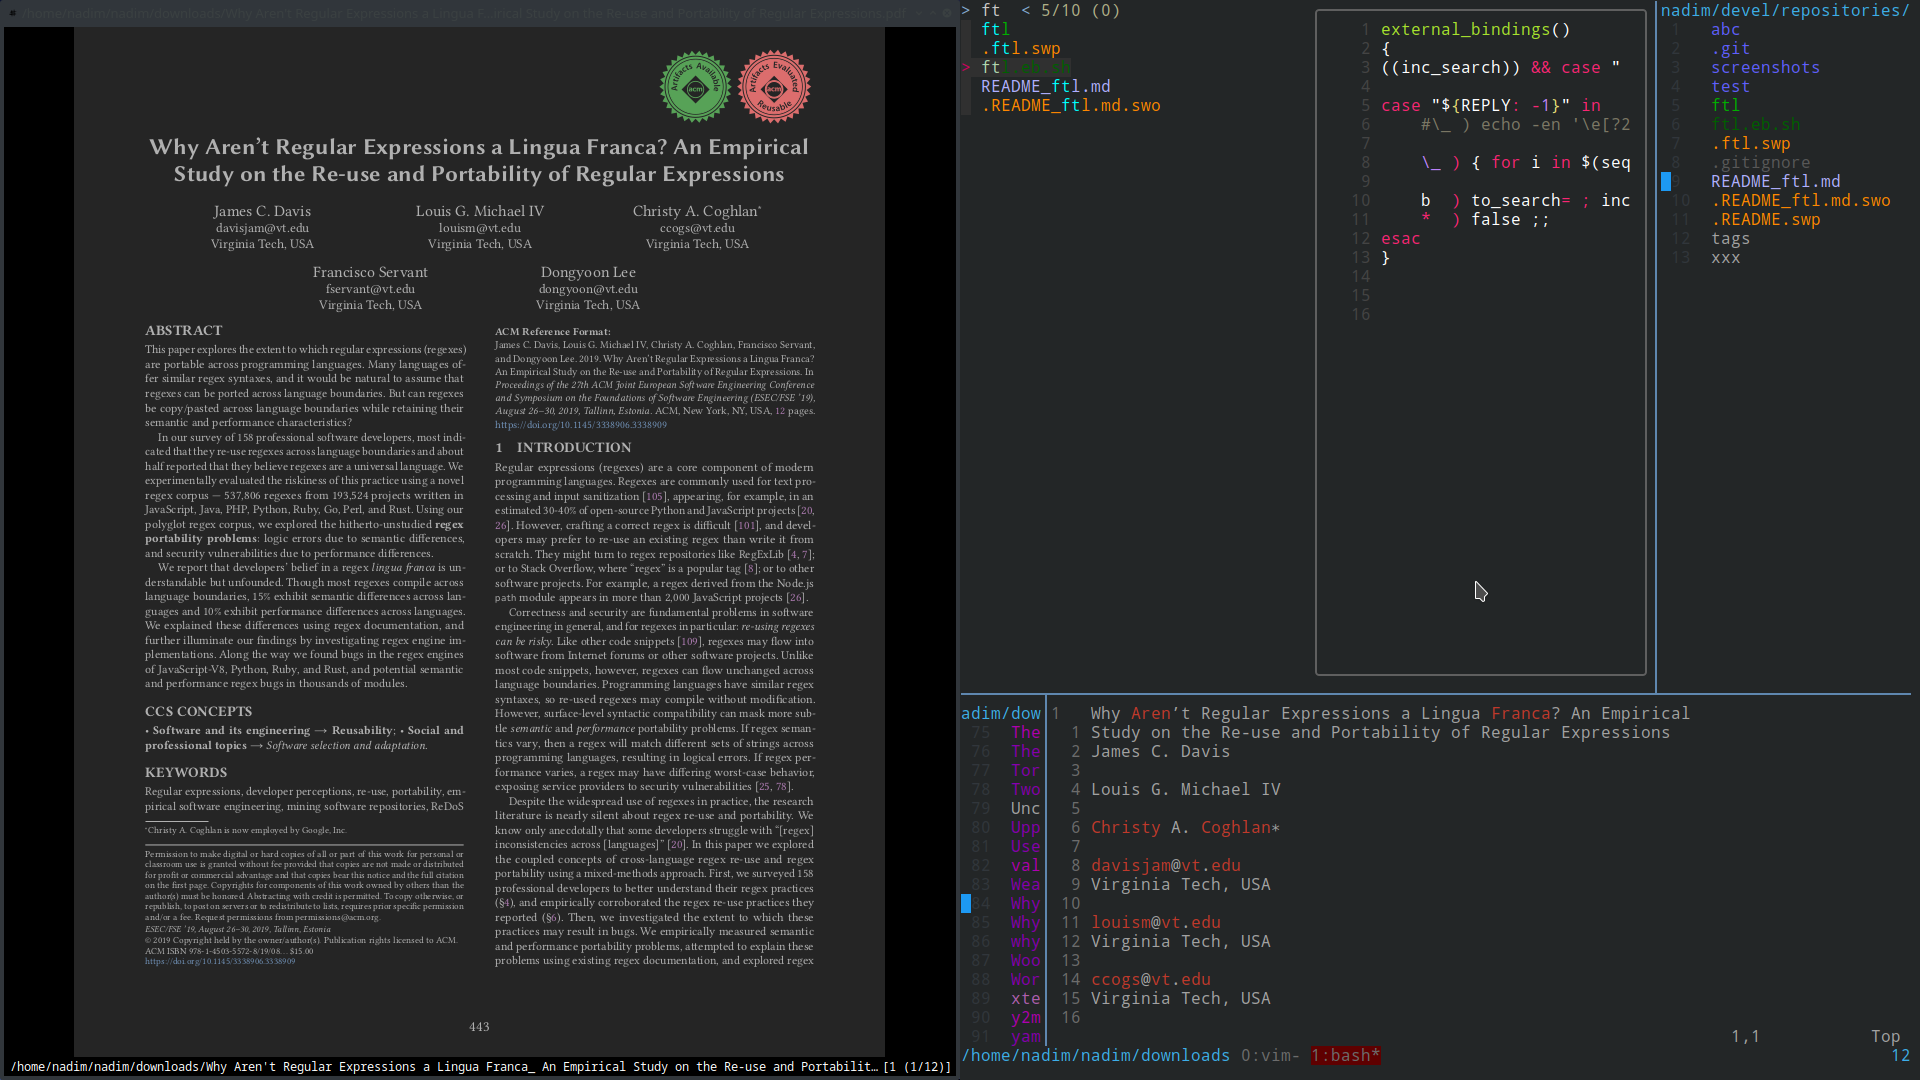 /home/nadim/nadim/downloads/Why Aren't Regular Expressions a Lingua F…irical Study on the Re-use and Portability of Regular Expressions.pdf
Artifacts Available
acm
Artifacts Evaluated
acm
Reusable
Why Aren’t Regular Expressions a Lingua Franca? An Empirical
Study on the Re-use and Portability of Regular Expressions
James C. Davis
davisjam@vt.edu
Virginia Tech, USA
Louis G. Michael IV
louism@vt.edu
Virginia Tech, USA
Christy A. Coghlan*
ccogs@vt.edu
Virginia Tech, USA
Francisco Servant
fservant@vt.edu
Virginia Tech, USA
Dongyoon Lee
dongyoon@vt.edu
Virginia Tech, USA
ABSTRACT
This paper explores the extent to which regular expressions (regexes)
are portable across programming languages. Many languages of-
fer similar regex syntaxes, and it would be natural to assume that
regexes can be ported across language boundaries. But can regexes
be copy/pasted across language boundaries while retaining their
semantic and performance characteristics?
In our survey of 158 professional software developers, most indi-
cated that they re-use regexes across language boundaries and about
half reported that they believe regexes are a universal language. We
experimentally evaluated the riskiness of this practice using a novel
regex corpus — 537,806 regexes from 193,524 projects written in
JavaScript, Java, PHP, Python, Ruby, Go, Perl, and Rust. Using our
polyglot regex corpus, we explored the hitherto-unstudied regex
portability problems: logic errors due to semantic differences,
and security vulnerabilities due to performance differences.
We report that developers’ belief in a regex lingua franca is un-
derstandable but unfounded. Though most regexes compile across
language boundaries, 15% exhibit semantic differences across lan-
guages and 10% exhibit performance differences across languages.
We explained these differences using regex documentation, and
further illuminate our findings by investigating regex engine im-
plementations. Along the way we found bugs in the regex engines
of JavaScript-V8, Python, Ruby, and Rust, and potential semantic
and performance regex bugs in thousands of modules.
CCS CONCEPTS
• Software and its engineering → Reusability; • Social and
professional topics → Software selection and adaptation.
KEYWORDS
Regular expressions, developer perceptions, re-use, portability, em-
pirical software engineering, mining software repositories, ReDoS
*Christy A. Coghlan is now employed by Google, Inc.
Permission to make digital or hard copies of all or part of this work for personal or
classroom use is granted without fee provided that copies are not made or distributed
for profit or commercial advantage and that copies bear this notice and the full citation
on the first page. Copyrights for components of this work owned by others than the
author(s) must be honored. Abstracting with credit is permitted. To copy otherwise, or
republish, to post on servers or to redistribute to lists, requires prior specific permission
and/or a fee. Request permissions from permissions@acm.org.
ESEC/FSE ’19, August 26–30, 2019, Tallinn, Estonia
© 2019 Copyright held by the owner/author(s). Publication rights licensed to ACM.
ACM ISBN 978-1-4503-5572-8/19/08…$15.00
https://doi.org/10.1145/3338906.3338909
ACM Reference Format:
James C. Davis, Louis G. Michael IV, Christy A. Coghlan, Francisco Servant,
and Dongyoon Lee. 2019. Why Aren’t Regular Expressions a Lingua Franca?
An Empirical Study on the Re-use and Portability of Regular Expressions. In
Proceedings of the 27th ACM Joint European Software Engineering Conference
and Symposium on the Foundations of Software Engineering (ESEC/FSE ’19),
August 26–30, 2019, Tallinn, Estonia. ACM, New York, NY, USA, 12 pages.
https://doi.org/10.1145/3338906.3338909
1 INTRODUCTION
Regular expressions (regexes) are a core component of modern
programming languages. Regexes are commonly used for text pro-
cessing and input sanitization [105], appearing, for example, in an
estimated 30-40% of open-source Python and JavaScript projects [20,
26]. However, crafting a correct regex is difficult [101], and devel-
opers may prefer to re-use an existing regex than write it from
scratch. They might turn to regex repositories like RegExLib [4, 7];
or to Stack Overflow, where “regex” is a popular tag [8]; or to other
software projects. For example, a regex derived from the Node.js
path module appears in more than 2,000 JavaScript projects [26].
Correctness and security are fundamental problems in software
engineering in general, and for regexes in particular: re-using regexes
can be risky. Like other code snippets [109], regexes may flow into
software from Internet forums or other software projects. Unlike
most code snippets, however, regexes can flow unchanged across
language boundaries. Programming languages have similar regex
syntaxes, so re-used regexes may compile without modification.
However, surface-level syntactic compatibility can mask more sub-
tle semantic and performance portability problems. If regex seman-
tics vary, then a regex will match different sets of strings across
programming languages, resulting in logical errors. If regex per-
formance varies, a regex may have differing worst-case behavior,
exposing service providers to security vulnerabilities [25, 78].
Despite the widespread use of regexes in practice, the research
literature is nearly silent about regex re-use and portability. We
know only anecdotally that some developers struggle with “[regex]
inconsistencies across [languages]” [20]. In this paper we explored
the coupled concepts of cross-language regex re-use and regex
portability using a mixed-methods approach. First, we surveyed 158
professional developers to better understand their regex practices
(§4), and empirically corroborated the regex re-use practices they
reported (§6). Then, we investigated the extent to which these
practices may result in bugs. We empirically measured semantic
and performance portability problems, attempted to explain these
problems using existing regex documentation, and explored regex
443
/home/nadim/nadim/downloads/Why Aren't Regular Expressions a Lingua Franca_ An Empirical Study on the Re-use and Portabilit… [1 (1/12)]
> ft < 5/10 (0)
ftl
.ftl.swp
> ftl.eb.sh
README_ftl.md
.README_ftl.md.swo
1 external_bindings()
2 {
3 ((inc_search)) && case "
4
5 case "${REPLY: -1}" in
6 #\_ ) echo -en '\e[?2
7
8 \_ ) { for i in $(seq
9
10 b ) to_search= ; inc
11 * ) false ;;
12 esac
13 }
14
15
16
nadim/devel/repositories/
1 abc
2 .git
3 screenshots
4 test
5 ftl
6 ftl.eb.sh
7 .ftl.swp
8 .gitignore
9 README_ftl.md
10 .README_ftl.md.swo
11 .README.swp
12 tags
13 xxx
adim/dow
75 The
76 The
77 Tor
78 Two
79 Unc
80 Upp
81 Use
82 val
83 Wea
84 Why
85 Why
86 why
87 Woo
88 Wor
89 xte
90 y2m
91 yam
1 Why Aren’t Regular Expressions a Lingua Franca? An Empirical
1 Study on the Re-use and Portability of Regular Expressions
2 James C. Davis
3
4 Louis G. Michael IV
5
6 Christy A. Coghlan∗
7
8 davisjam@vt.edu
9 Virginia Tech, USA
10
11 louism@vt.edu
12 Virginia Tech, USA
13
14 ccogs@vt.edu
15 Virginia Tech, USA
16
1,1 Top
/home/nadim/nadim/downloads 0:vim- 1:bash* 12